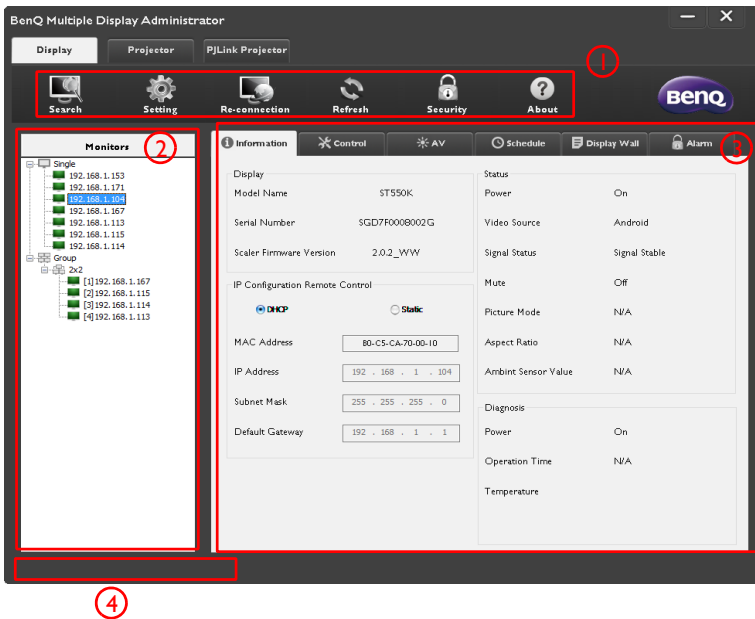 BenQ Multiple Display Administrator
Display Projector PJLink Projector
1
Search Setting Re-connection Refresh Security About
BenQ
Monitors
2
Single
192.168.1.153
192.168.1.171
192.168.1.104
192.168.1.167
192.168.1.113
192.168.1.115
192.168.1.114
Group
2x2
[1]192.168.1.167
[2]192.168.1.115
[3]192.168.1.114
[4]192.168.1.113
Information Control AV Schedule Display Wall Alarm
3
Display
Model Name ST550K
Serial Number SGD7F0008002G
Scaler Firmware Version 2.0.2_WW
IP Configuration Remote Control
DHCP Static
MAC Address B0-C5-CA-70-00-10
IP Address 192 . 168 . 1 . 104
Subnet Mask 255 . 255 . 255 . 0
Default Gateway 192 . 168 . 1 . 1
Status
Power On
Video Source Android
Signal Status Signal Stable
Mute Off
Picture Mode N/A
Aspect Ratio N/A
Ambint Sensor Value N/A
Diagnosis
Power On
Operation Time N/A
Temperature
4